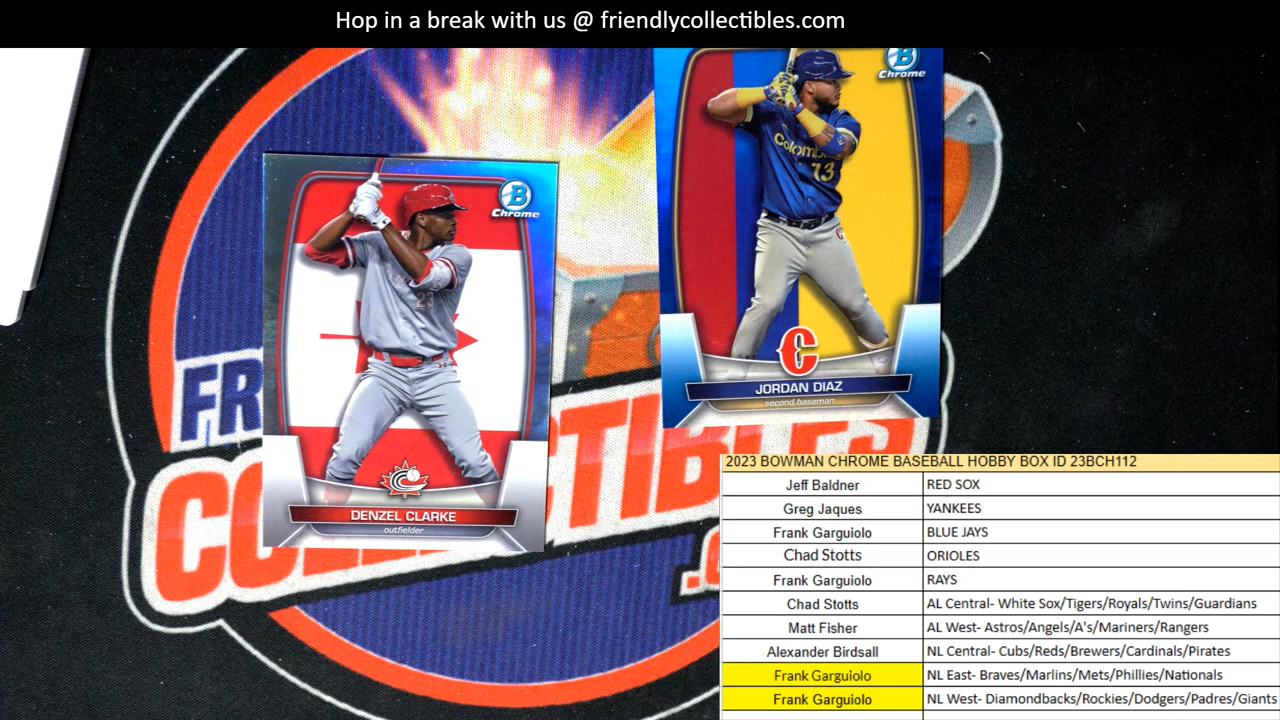 Hop in a break with us @ friendlycollectibles.com
B
Chrome
Colom
13
C
JORDAN DIAZ
second baseman
B
Chrome
23
DENZEL CLARKE
outfielder
FR
COLLECTIBLES
2023 BOWMAN CHROME BASEBALL HOBBY BOX ID 23BCH112
Jeff Baldner RED SOX
Greg Jaques YANKEES
Frank Garguiolo BLUE JAYS
Chad Stotts ORIOLES
Frank Garguiolo RAYS
Chad Stotts AL Central- White Sox/Tigers/Royals/Twins/Guardians
Matt Fisher AL West- Astros/Angels/A's/Mariners/Rangers
Alexander Birdsall NL Central- Cubs/Reds/Brewers/Cardinals/Pirates
Frank Garguiolo NL East- Braves/Marlins/Mets/Phillies/Nationals
Frank Garguiolo NL West- Diamondbacks/Rockies/Dodgers/Padres/Giants